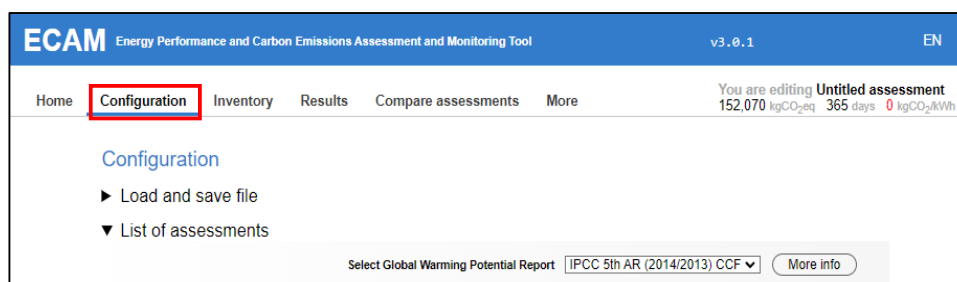 ECAM Energy Performance and Carbon Emissions Assessment and Monitoring Tool v3.0.1 EN
Home Configuration Inventory Results Compare assessments More You are editing Untitled assessment
152,070 kgCO₂eq 365 days 0 kgCO₂/kWh
Configuration
▶ Load and save file
▼ List of assessments
Select Global Warming Potential Report IPCC 5th AR (2014/2013) CCF More info